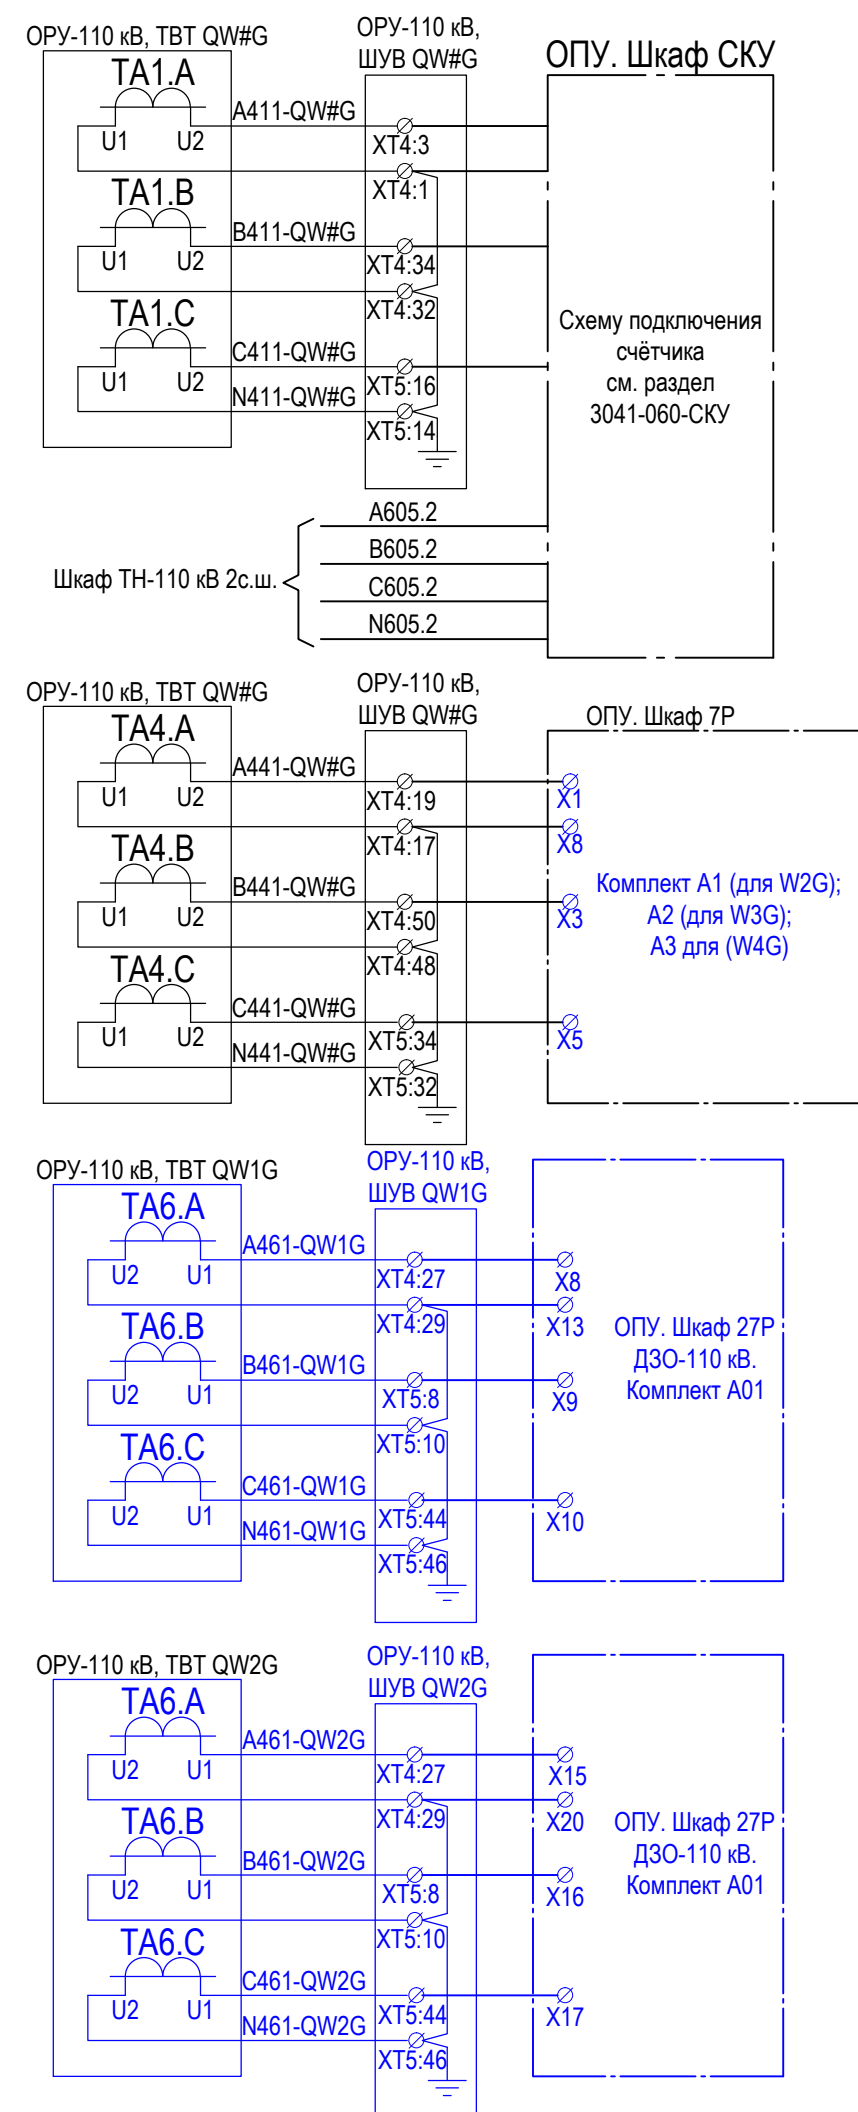 ОРУ-110 кВ, ТВТ QW#G
ОРУ-110 кВ,
ШУВ QW#G
ОПУ. Шкаф СКУ
TA1.A
U1 U2
A411-QW#G
XT4:3
XT4:1
TA1.B
U1 U2
B411-QW#G
XT4:34
XT4:32
TA1.C
U1 U2
C411-QW#G
N411-QW#G
XT5:16
XT5:14
Схему подключения
счётчика
см. раздел
3041-060-СКУ
Шкаф ТН-110 кВ 2с.ш.
A605.2
B605.2
C605.2
N605.2
ОРУ-110 кВ, ТВТ QW#G
ОРУ-110 кВ,
ШУВ QW#G
ОПУ. Шкаф 7Р
TA4.A
U1 U2
A441-QW#G
XT4:19
XT4:17
X1
X8
TA4.B
U1 U2
B441-QW#G
XT4:50
XT4:48
X3
TA4.C
U1 U2
C441-QW#G
N441-QW#G
XT5:34
XT5:32
X5
Комплект А1 (для W2G);
А2 (для W3G);
А3 для (W4G)
ОРУ-110 кВ, ТВТ QW1G
ОРУ-110 кВ,
ШУВ QW1G
TA6.A
U2 U1
A461-QW1G
XT4:27
XT4:29
X8
X13
TA6.B
U2 U1
B461-QW1G
XT5:8
XT5:10
X9
TA6.C
U2 U1
C461-QW1G
N461-QW1G
XT5:44
XT5:46
X10
ОПУ. Шкаф 27Р
ДЗО-110 кВ.
Комплект А01
ОРУ-110 кВ, ТВТ QW2G
ОРУ-110 кВ,
ШУВ QW2G
TA6.A
U2 U1
A461-QW2G
XT4:27
XT4:29
X15
X20
TA6.B
U2 U1
B461-QW2G
XT5:8
XT5:10
X16
TA6.C
U2 U1
C461-QW2G
N461-QW2G
XT5:44
XT5:46
X17
ОПУ. Шкаф 27Р
ДЗО-110 кВ.
Комплект А01